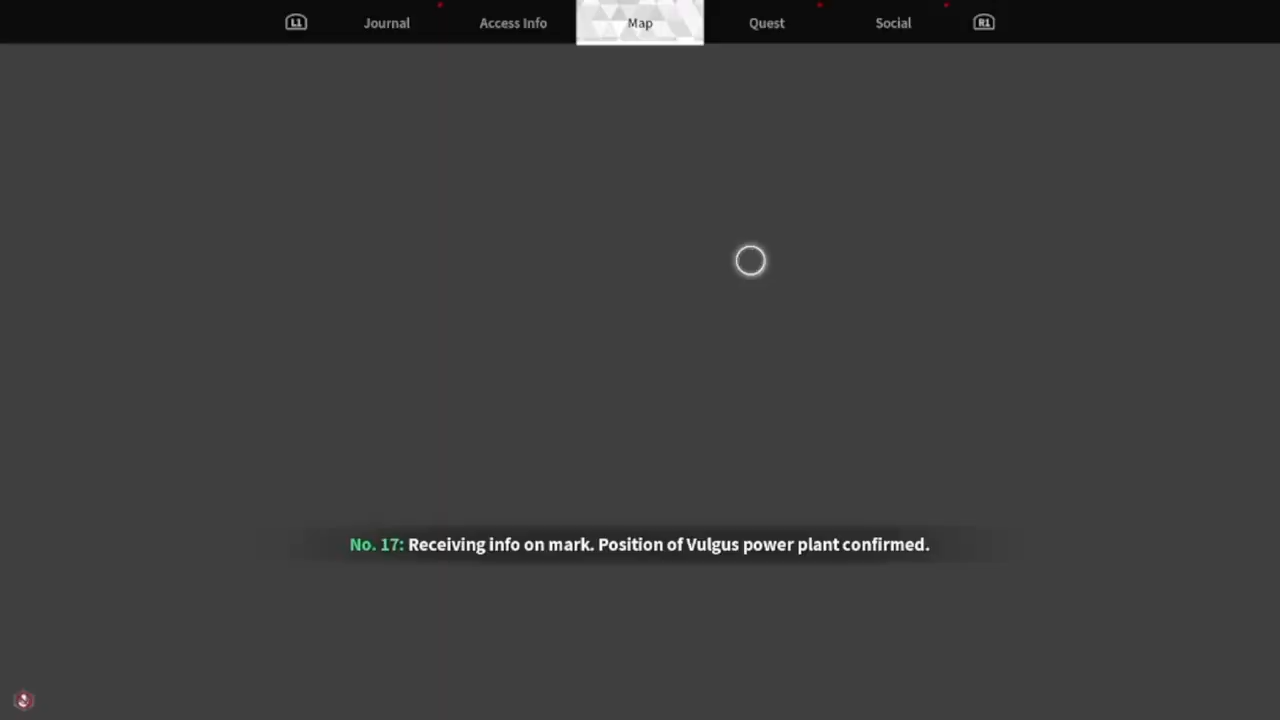 L1 Journal Access Info Map Quest Social R1
No. 17: Receiving info on mark. Position of Vulgus power plant confirmed.